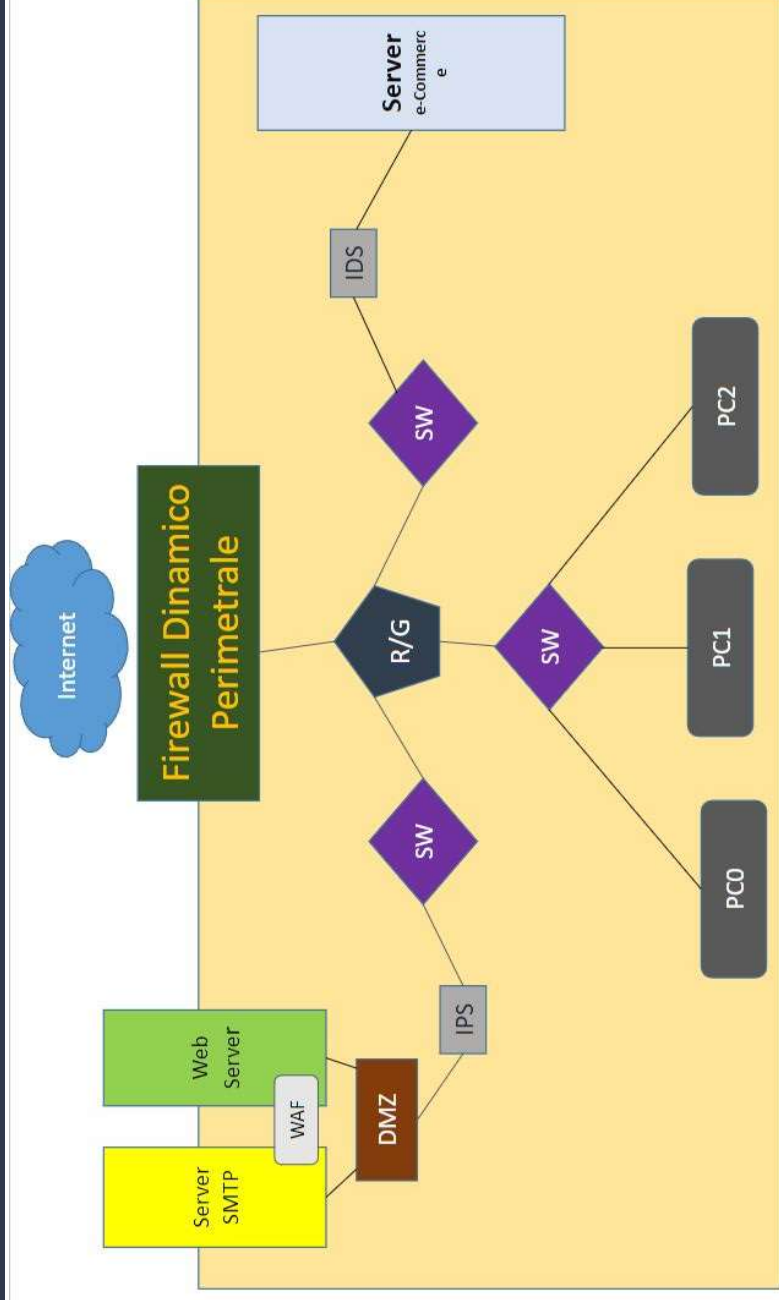 Internet
Firewall Dinamico
Perimetrale
Server
SMTP
Web
Server
WAF
DMZ
IPS
SW
R/G
SW
IDS
Server
e-Commerc
e
SW
PC0
PC1
PC2